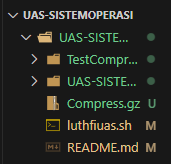 UAS-SISTEMOPERASI
UAS-SISTE...
TestCompr...
UAS-SISTE...
Compress.gz U
luthfiuas.sh M
README.md M